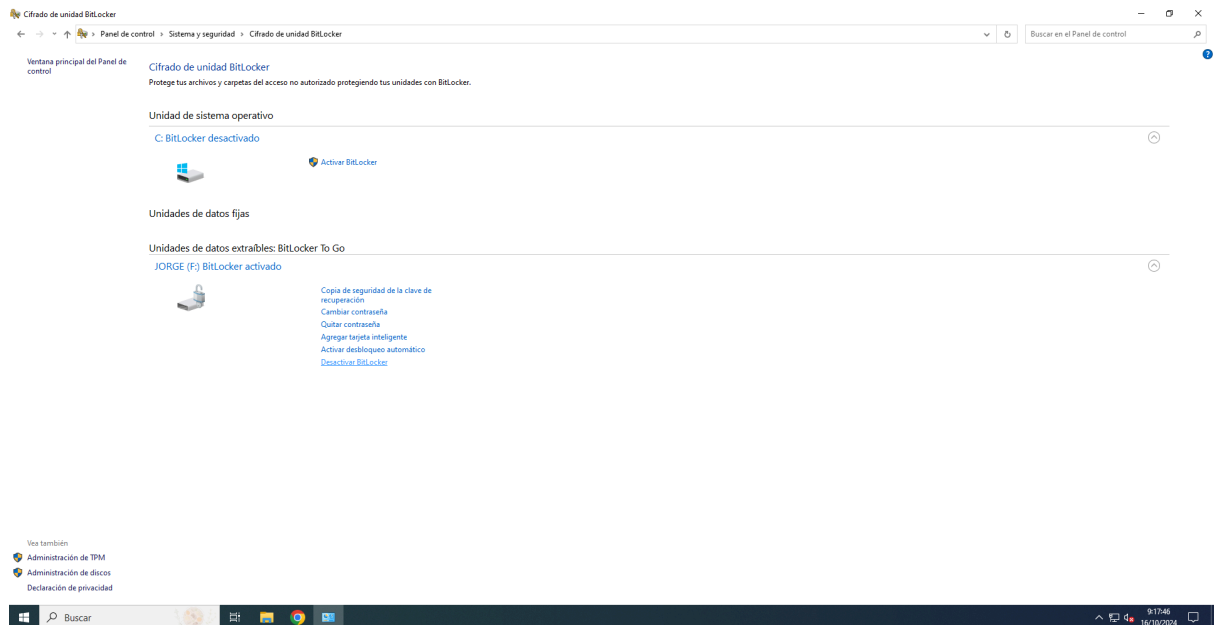 Cifrado de unidad BitLocker
Panel de control › Sistema y seguridad › Cifrado de unidad BitLocker
Buscar en el Panel de control
Ventana principal del Panel de
control
Cifrado de unidad BitLocker
Protege tus archivos y carpetas del acceso no autorizado protegiendo tus unidades con BitLocker.
Unidad de sistema operativo
C: BitLocker desactivado
Activar BitLocker
Unidades de datos fijas
Unidades de datos extraíbles: BitLocker To Go
JORGE (F:) BitLocker activado
Copia de seguridad de la clave de
recuperación
Cambiar contraseña
Quitar contraseña
Agregar tarjeta inteligente
Activar desbloqueo automático
Desactivar BitLocker
Vea también
Administración de TPM
Administración de discos
Declaración de privacidad
Buscar
9:17:46
16/10/2024